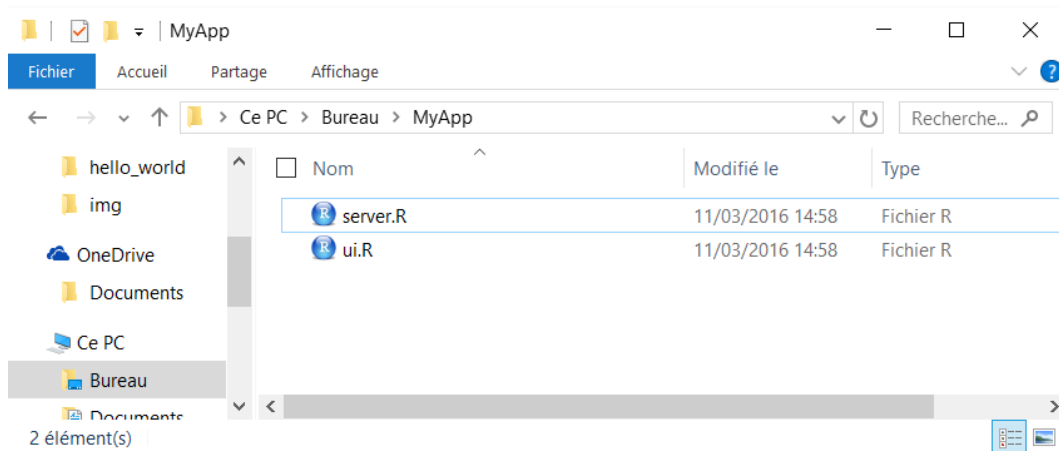 MyApp
Fichier Accueil Partage Affichage ?
Ce PC > Bureau > MyApp Recherche...
hello_world
img
OneDrive
Documents
Ce PC
Bureau
Documents
2 élément(s)
Nom Modifié le Type
server.R 11/03/2016 14:58 Fichier R
ui.R 11/03/2016 14:58 Fichier R